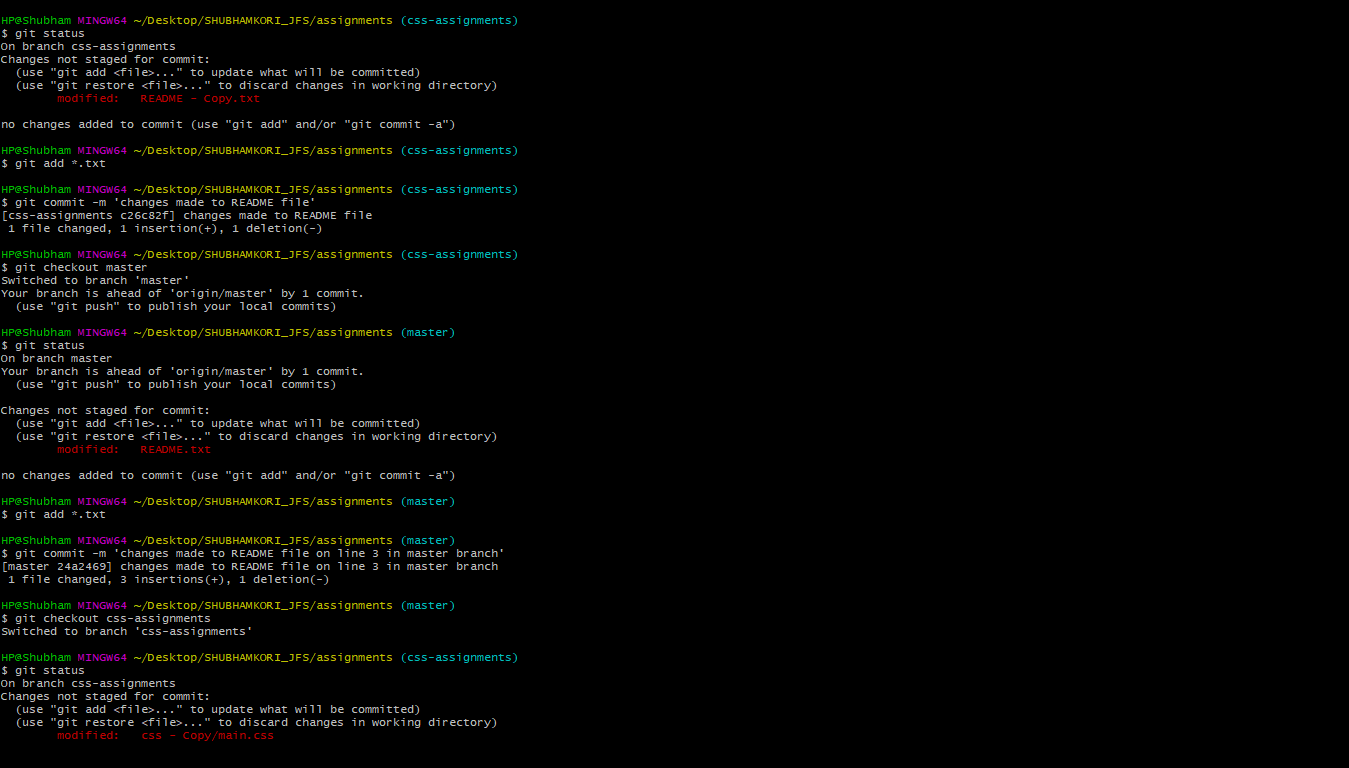 HP@Shubham MINGW64 ~/Desktop/SHUBHAMKORI_JFS/assignments (css-assignments)
$ git status
On branch css-assignments
Changes not staged for commit:
  (use "git add <file>..." to update what will be committed)
  (use "git restore <file>..." to discard changes in working directory)
        modified:   README - Copy.txt

no changes added to commit (use "git add" and/or "git commit -a")

HP@Shubham MINGW64 ~/Desktop/SHUBHAMKORI_JFS/assignments (css-assignments)
$ git add *.txt

HP@Shubham MINGW64 ~/Desktop/SHUBHAMKORI_JFS/assignments (css-assignments)
$ git commit -m 'changes made to README file'
[css-assignments c26c82f] changes made to README file
 1 file changed, 1 insertion(+), 1 deletion(-)

HP@Shubham MINGW64 ~/Desktop/SHUBHAMKORI_JFS/assignments (css-assignments)
$ git checkout master
Switched to branch 'master'
Your branch is ahead of 'origin/master' by 1 commit.
  (use "git push" to publish your local commits)

HP@Shubham MINGW64 ~/Desktop/SHUBHAMKORI_JFS/assignments (master)
$ git status
On branch master
Your branch is ahead of 'origin/master' by 1 commit.
  (use "git push" to publish your local commits)

Changes not staged for commit:
  (use "git add <file>..." to update what will be committed)
  (use "git restore <file>..." to discard changes in working directory)
        modified:   README.txt

no changes added to commit (use "git add" and/or "git commit -a")

HP@Shubham MINGW64 ~/Desktop/SHUBHAMKORI_JFS/assignments (master)
$ git add *.txt

HP@Shubham MINGW64 ~/Desktop/SHUBHAMKORI_JFS/assignments (master)
$ git commit -m 'changes made to README file on line 3 in master branch'
[master 24a2469] changes made to README file on line 3 in master branch
 1 file changed, 3 insertions(+), 1 deletion(-)

HP@Shubham MINGW64 ~/Desktop/SHUBHAMKORI_JFS/assignments (master)
$ git checkout css-assignments
Switched to branch 'css-assignments'

HP@Shubham MINGW64 ~/Desktop/SHUBHAMKORI_JFS/assignments (css-assignments)
$ git status
On branch css-assignments
Changes not staged for commit:
  (use "git add <file>..." to update what will be committed)
  (use "git restore <file>..." to discard changes in working directory)
        modified:   css - Copy/main.css